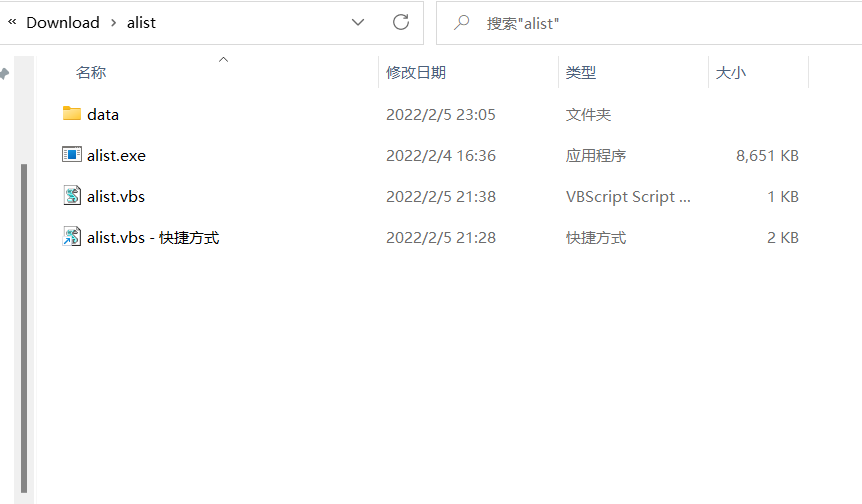 « Download › alist 搜索"alist"
名称 修改日期 类型 大小
data 2022/2/5 23:05 文件夹
alist.exe 2022/2/4 16:36 应用程序 8,651 KB
alist.vbs 2022/2/5 21:38 VBScript Script ... 1 KB
alist.vbs - 快捷方式 2022/2/5 21:28 快捷方式 2 KB